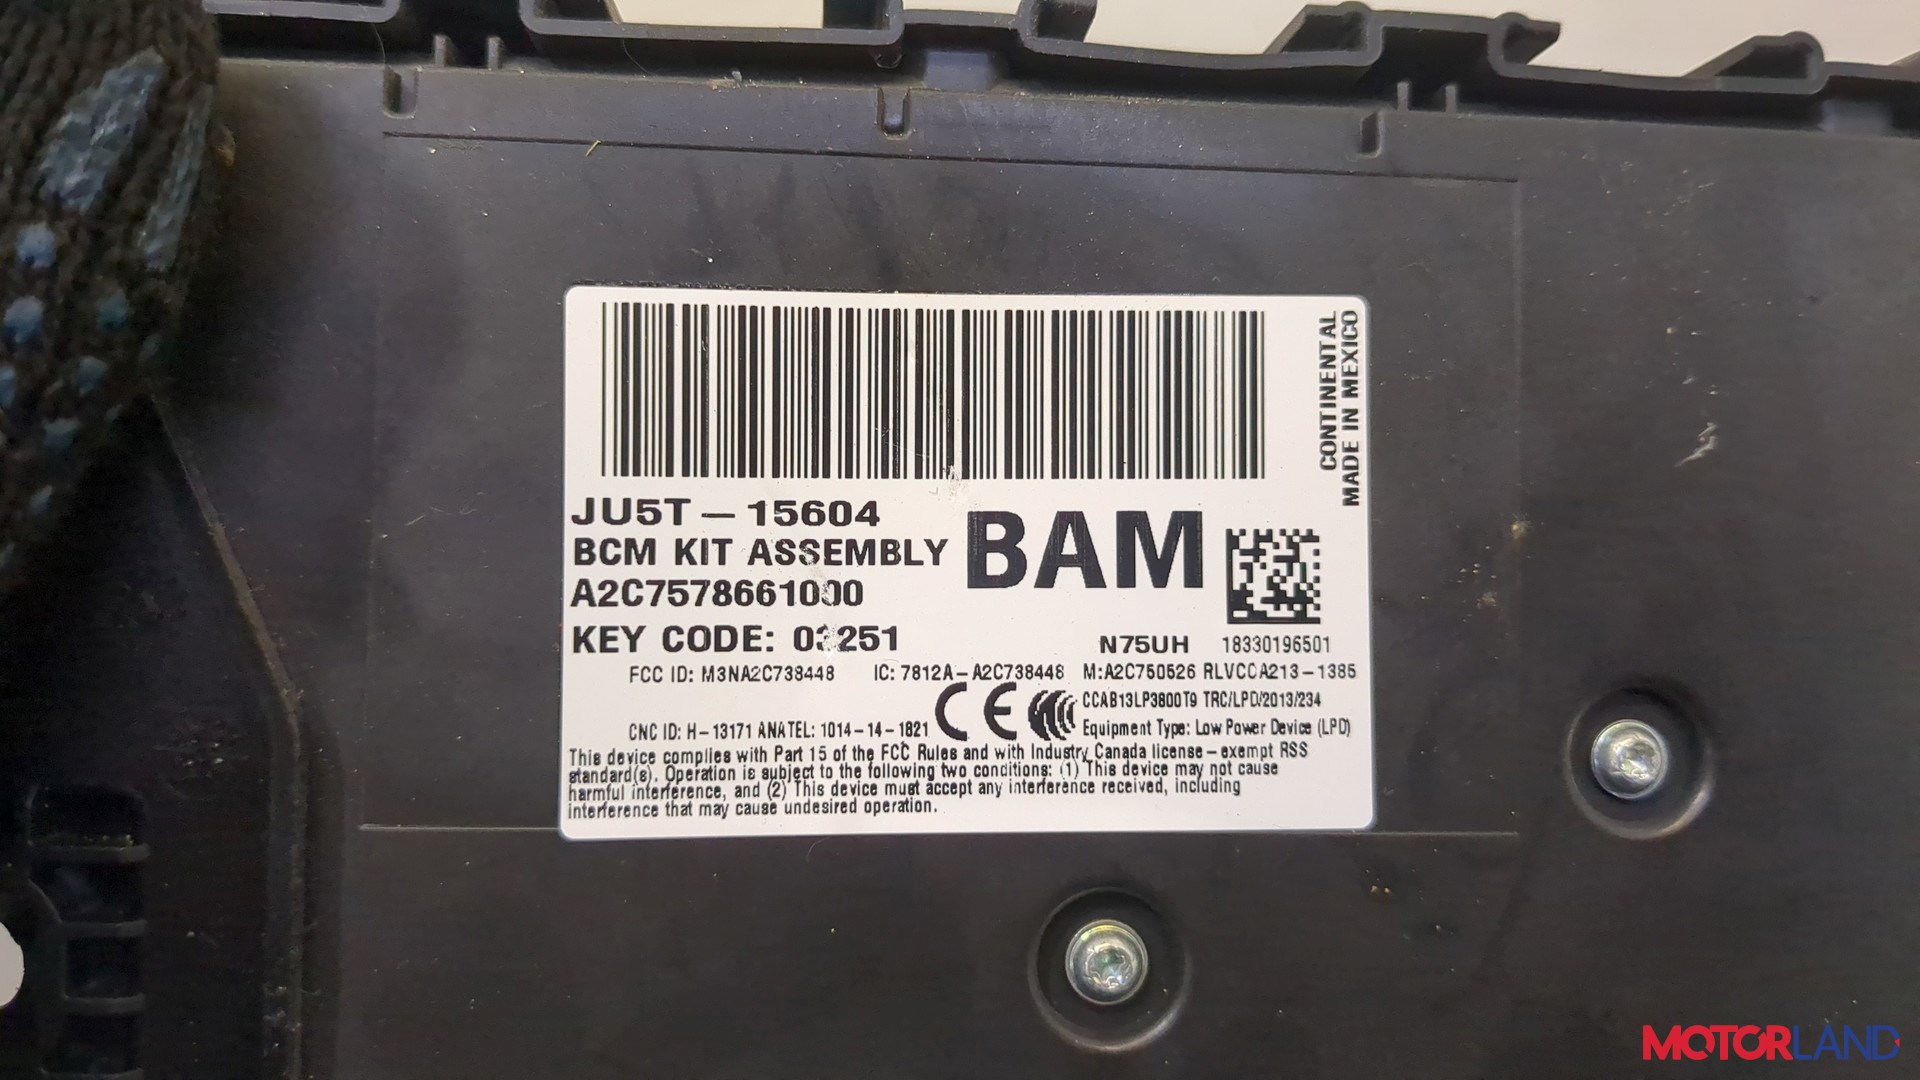 CONTINENTAL
MADE IN MEXICO
JU5T-15604
BCM KIT ASSEMBLY
BAM
A2C7578661000
KEY CODE:
N75UH
18330196501
FCC ID: M3NA2C738448 IC: 7812A-A2C738448 M:A2C750526 RLVCCA213-1385
CE
CCAB13LP3800T9 TRC/LPD/2013/234
CNC ID: H-13171 ANATEL: 1014-14-1821
Equipment Type: Low Power Device (LPD)
This device complies with Part 15 of the FCC Rules and with Industry Canada license-exempt RSS
standard(s). Operation is subject to the following two conditions: (1) This device may not cause
harmful interference, and (2) This device must accept any interference received, including
interference that may cause undesired operation.
MOTORLAND